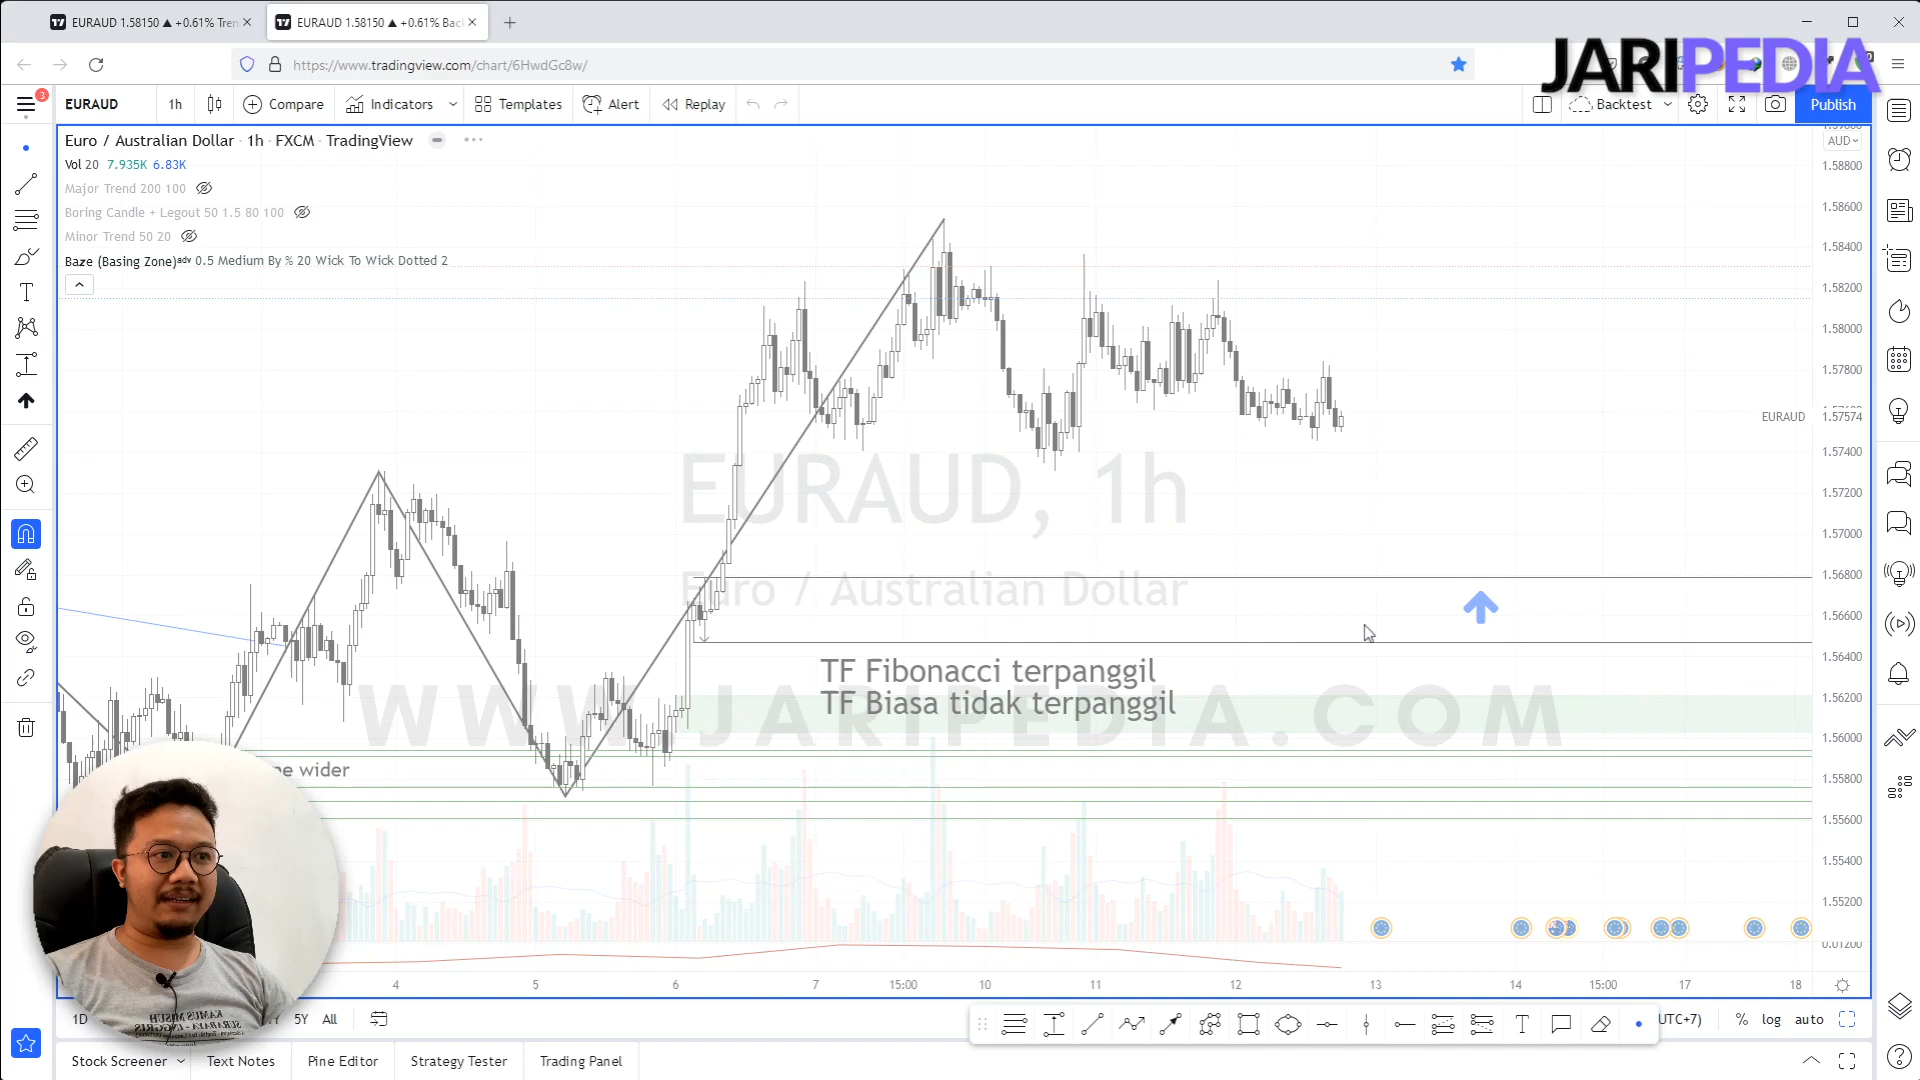 EURAUD 1.58150 ▲ +0.61% Tren
EURAUD 1.58150 ▲ +0.61% Bac
https://www.tradingview.com/chart/6HwdGc8w/
JARIPEDIA
3
EURAUD
1h
Compare
Indicators
Templates
Alert
Replay
Backtest
Publish
Euro / Australian Dollar · 1h · FXCM · TradingView
AUD
Vol 20 7.935K 6.83K
Major Trend 200 100
Boring Candle + Legout 50 1.5 80 100
Minor Trend 50 20
Baze (Basing Zone)adv 0.5 Medium By % 20 Wick To Wick Dotted 2
1.58800
1.58600
1.58400
1.58200
1.58000
1.57800
EURAUD 1.57574
1.57400
1.57200
1.57000
1.56800
1.56600
1.56400
1.56200
1.56000
1.55800
1.55600
1.55400
1.55200
0.01200
EURAUD, 1h
Euro / Australian Dollar
TF Fibonacci terpanggil
TF Biasa tidak terpanggil
WWW.JARIPEDIA.COM
wider
4 5 6 7 15:00 10 11 12 13 14 15:00 17 18
1D
5Y
All
UTC+7)
%
log
auto
Stock Screener
Text Notes
Pine Editor
Strategy Tester
Trading Panel